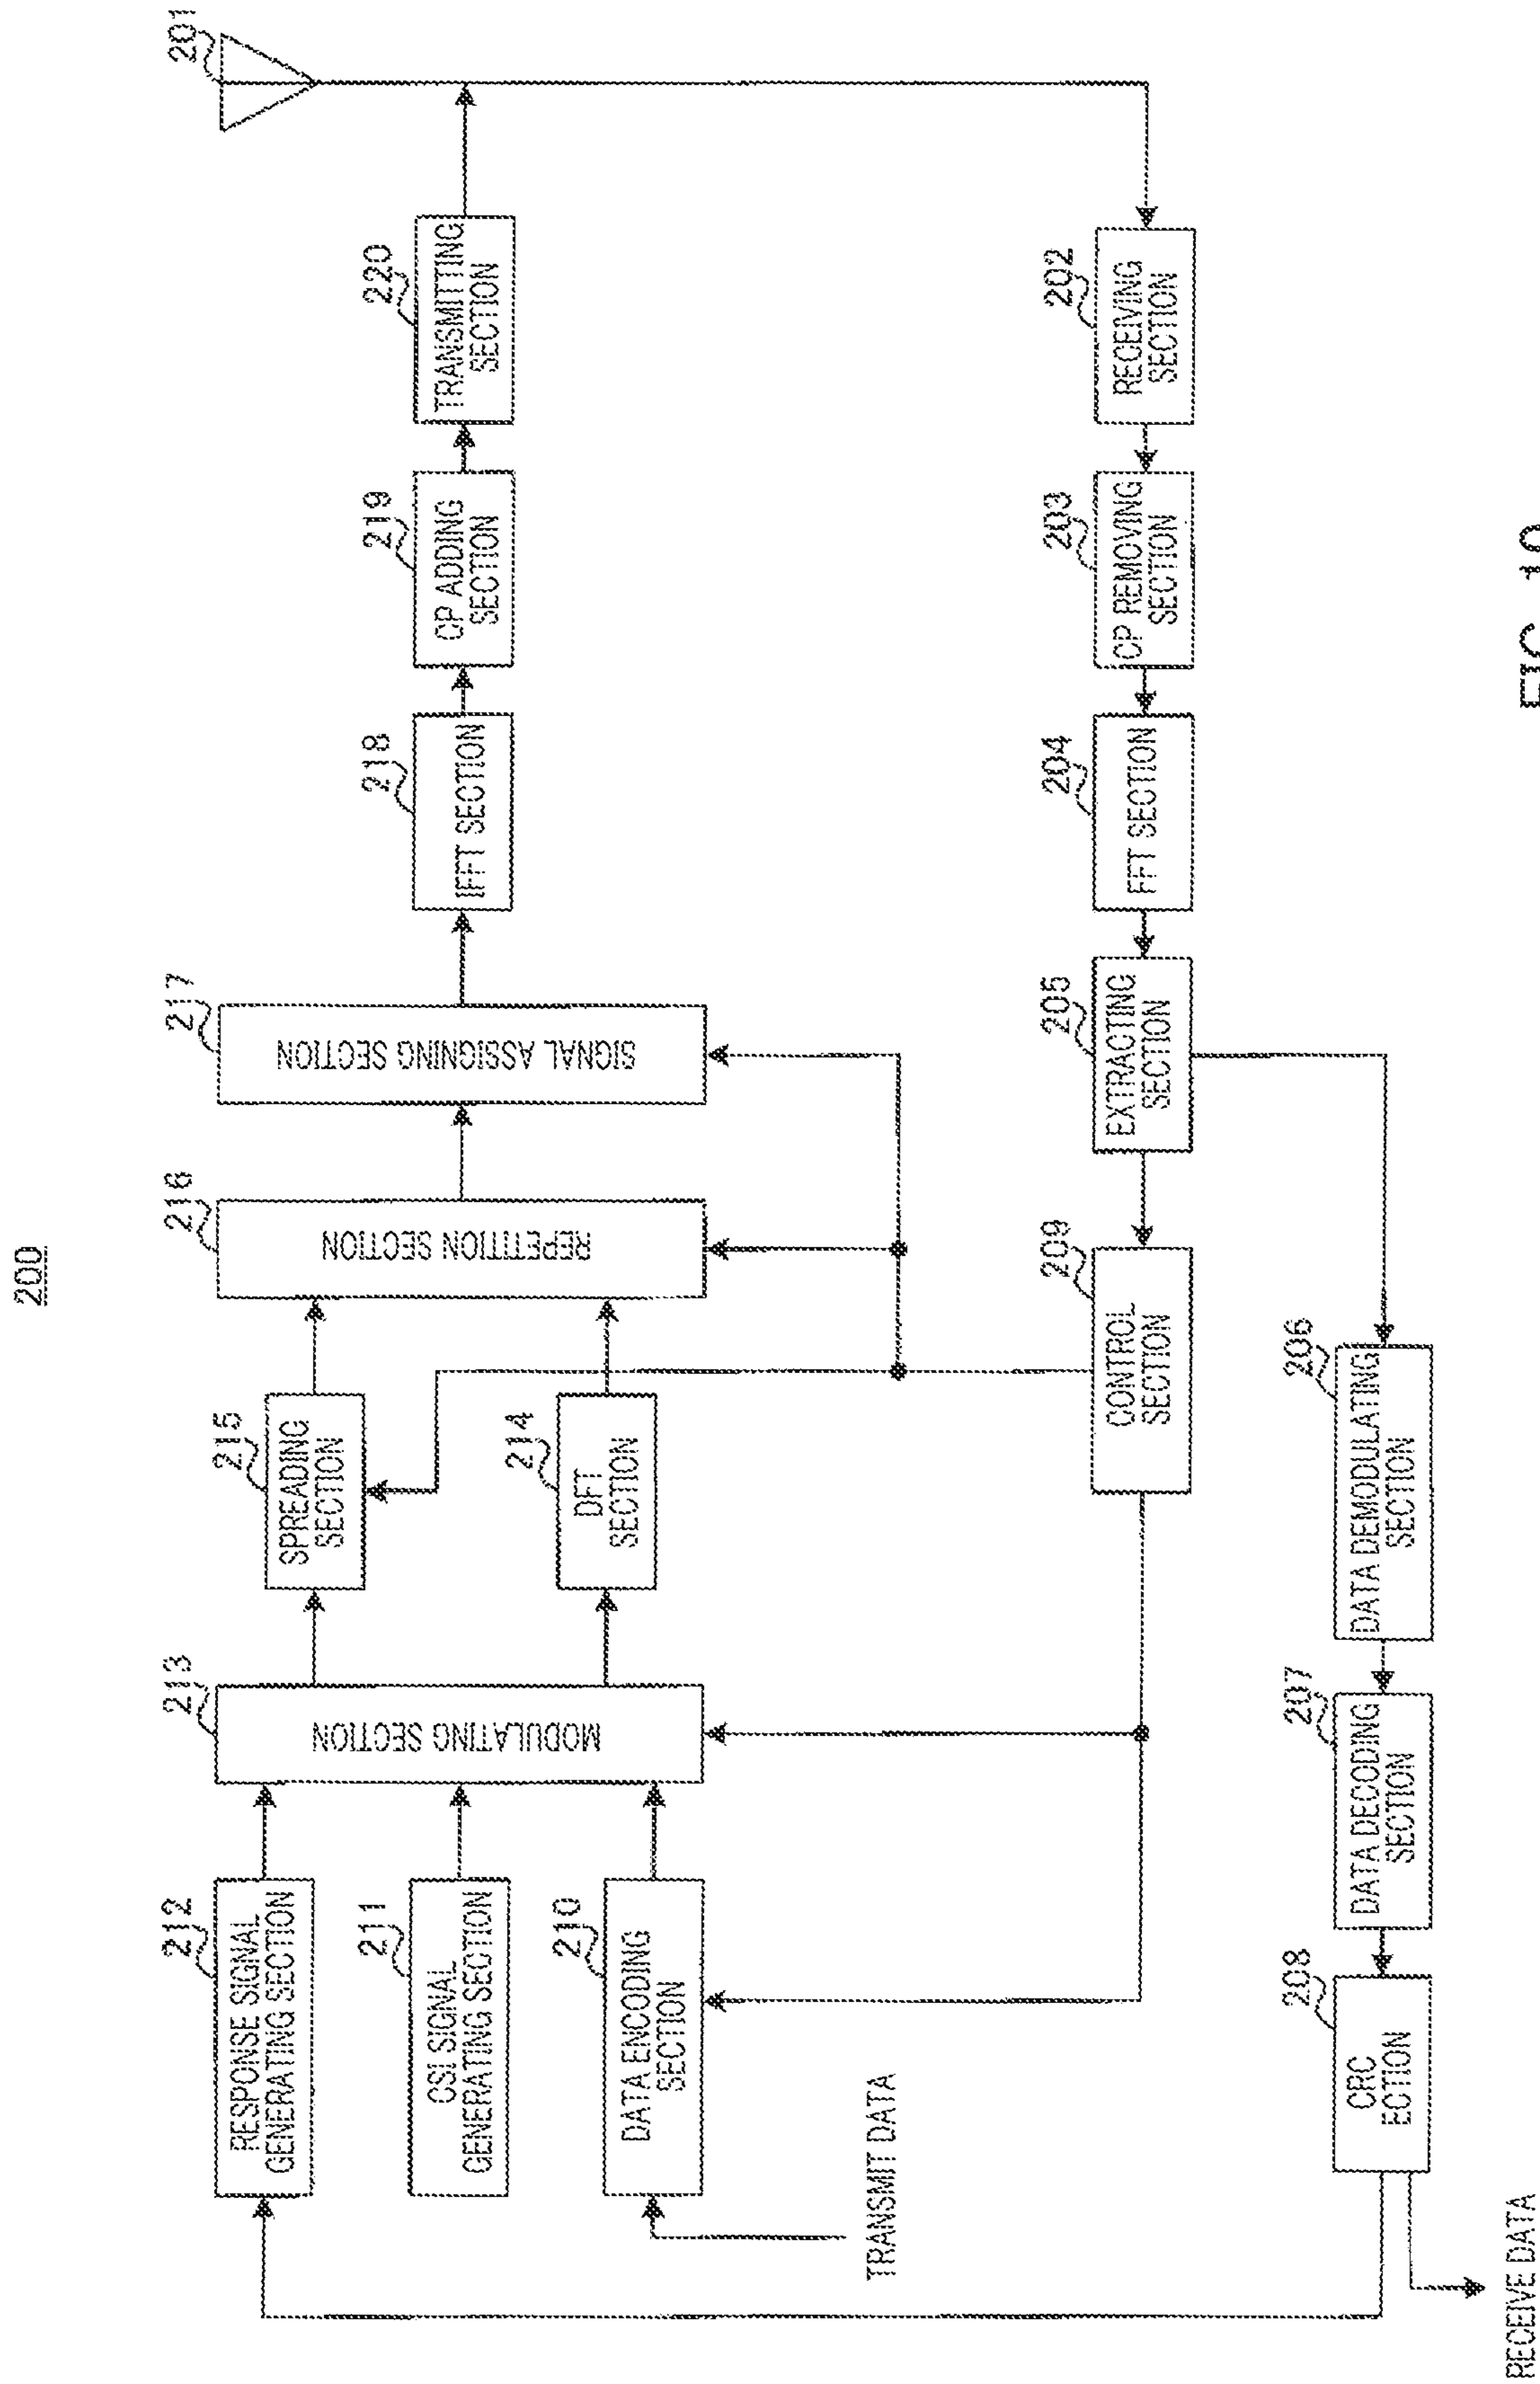 200
212
RESPONSE SIGNAL
GENERATING SECTION
211
CSI SIGNAL
GENERATING SECTION
210
DATA ENCODING
SECTION
TRANSMIT DATA
213
MODULATING SECTION
215
SPREADING
SECTION
214
DFT
SECTION
216
REPETITION SECTION
217
SIGNAL ASSIGNING SECTION
218
IFFT SECTION
219
CP ADDING
SECTION
220
TRANSMITTING
SECTION
201
209
CONTROL
SECTION
205
EXTRACTING
SECTION
204
FFT SECTION
203
CP REMOVING
SECTION
202
RECEIVING
SECTION
208
CRC
ECTION
207
DATA DECODING
SECTION
206
DATA DEMODULATING
SECTION
RECEIVE DATA